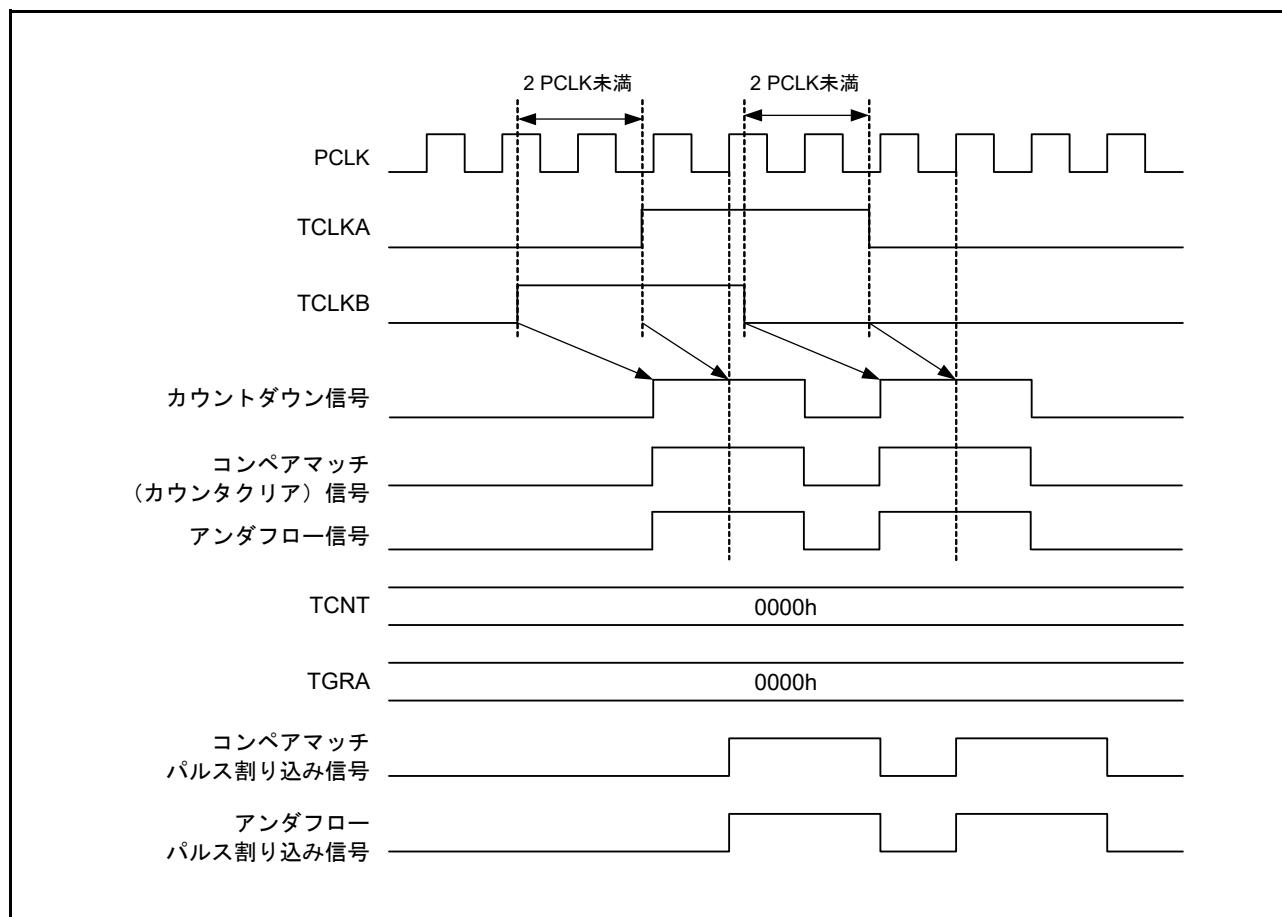 2 PCLK未満 2 PCLK未満
PCLK
TCLKA
TCLKB
カウントダウン信号
コンペアマッチ
（カウンタクリア）信号
アンダフロー信号
TCNT 0000h
TGRA 0000h
コンペアマッチ
パルス割り込み信号
アンダフロー
パルス割り込み信号